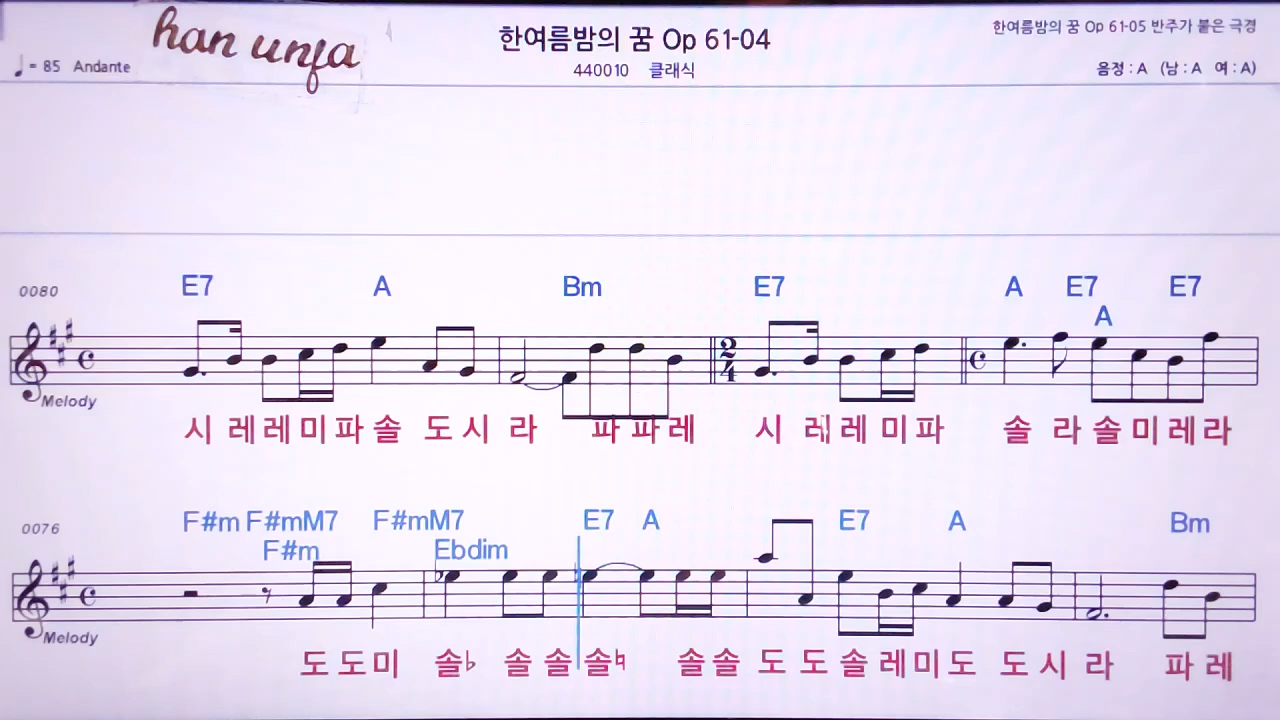 han unfa
한여름밤의 꿈 Op 61-04
한여름밤의 꿈 Op 61-05 반주가 붙은 극경
♩= 85 Andante
440010 클래식
음정 : A (남 : A 여 : A)
0080
E7 A Bm E7 A E7 E7
A
2
4
Melody
시 레 레 미 파 솔 도 시 라 파 파 레 시 레 레 미 파 솔 라 솔 미 레 라
0076
F#m F#mM7 F#mM7 E7 A E7 A Bm
F#m Ebdim
Melody
도 도 미 솔♭ 솔 솔 솔♮ 솔 솔 도 도 솔 레 미 도 도 시 라 파 레